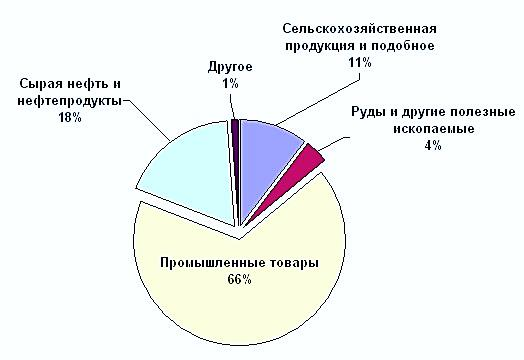 Сельскохозяйственная
продукция и подобное
11%
Другое
1%
Сырая нефть и
нефтепродукты
18%
Руды и другие полезные
ископаемые
4%
Промышленные товары
66%